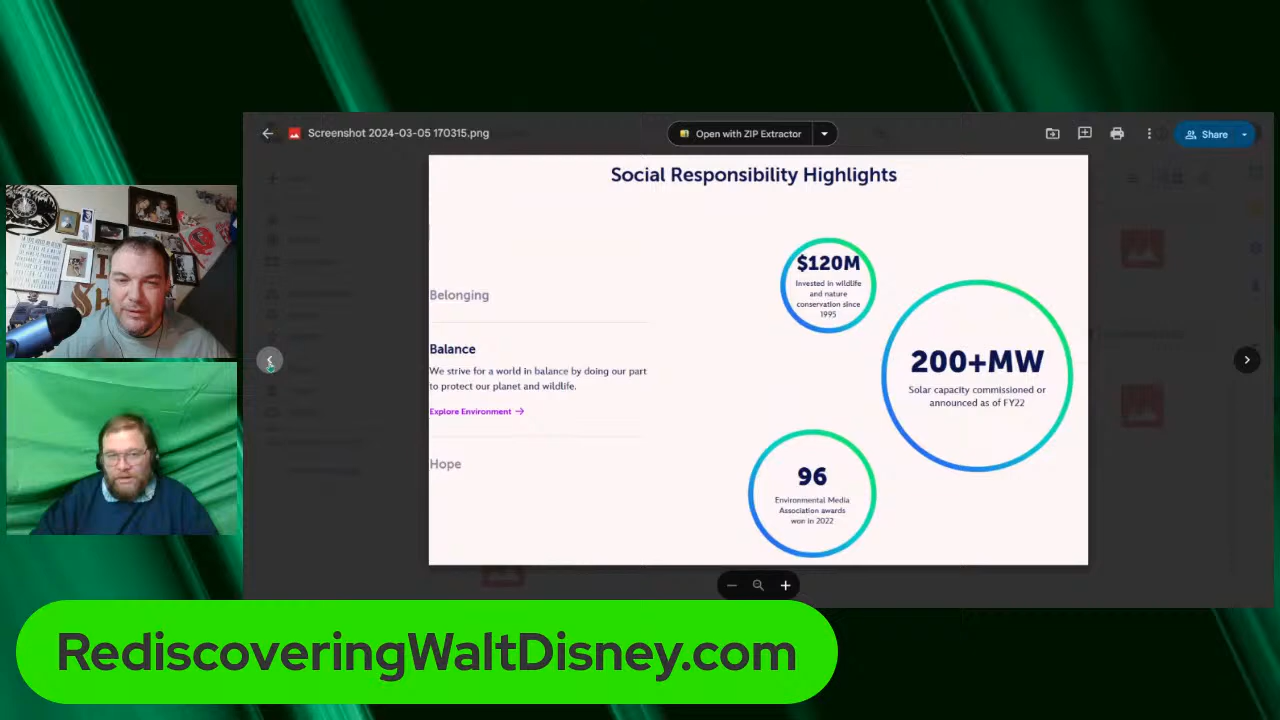 Screenshot 2024-03-05 170315.png
Open with ZIP Extractor
Share
Social Responsibility Highlights
Belonging
Balance
We strive for a world in balance by doing our part
to protect our planet and wildlife.
Explore Environment →
Hope
$120M
Invested in wildlife
and nature
conservation since
1995
200+MW
Solar capacity commissioned or
announced as of FY22
96
Environmental Media
Association awards
won in 2022
RediscoveringWaltDisney.com